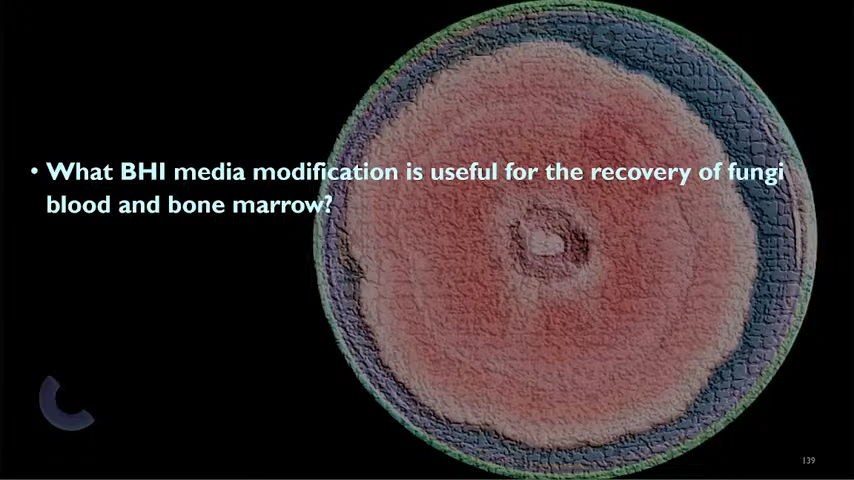 • What BHI media modification is useful for the recovery of fungi
blood and bone marrow?
139